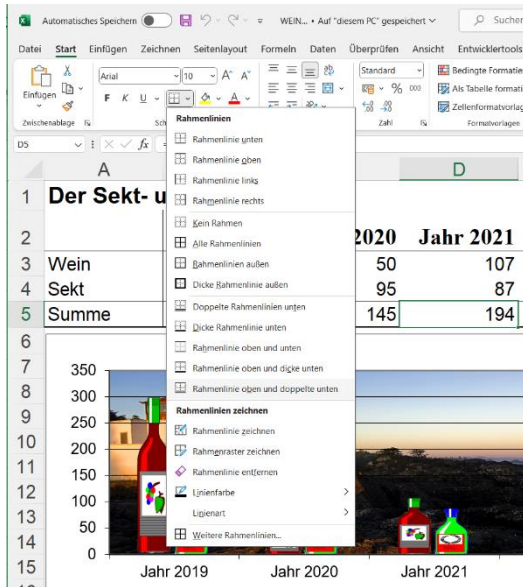 Automatisches Speichern WEIN... • Auf "diesem PC" gespeichert Suchen
Datei Start Einfügen Zeichnen Seitenlayout Formeln Daten Überprüfen Ansicht Entwicklertools
Einfügen
Arial 10 A^ A˅
F K U A
Standard
% 000
Bedingte Formatie
Als Tabelle formati
Zellenformatvorlag
Zwischenablage Sch Zahl Formatvorlagen
D5 fx =
A D
Rahmenlinien
Rahmenlinie unten
Rahmenlinie oben
Rahmenlinie links
Rahmenlinie rechts
Kein Rahmen
Alle Rahmenlinien
Rahmenlinien außen
Dicke Rahmenlinie außen
Doppelte Rahmenlinien unten
Dicke Rahmenlinie unten
Rahmenlinie oben und unten
Rahmenlinie oben und dicke unten
Rahmenlinie oben und doppelte unten
Rahmenlinien zeichnen
Rahmenlinie zeichnen
Rahmenraster zeichnen
Rahmenlinie entfernen
Linienfarbe
Linienart
Weitere Rahmenlinien...
1 Der Sekt- u
2 2020 Jahr 2021
3 Wein 50 107
4 Sekt 95 87
5 Summe 145 194
6
7
8
9
10
11
12
13
14
15
350
300
250
200
150
100
50
0
Jahr 2019 Jahr 2020 Jahr 2021